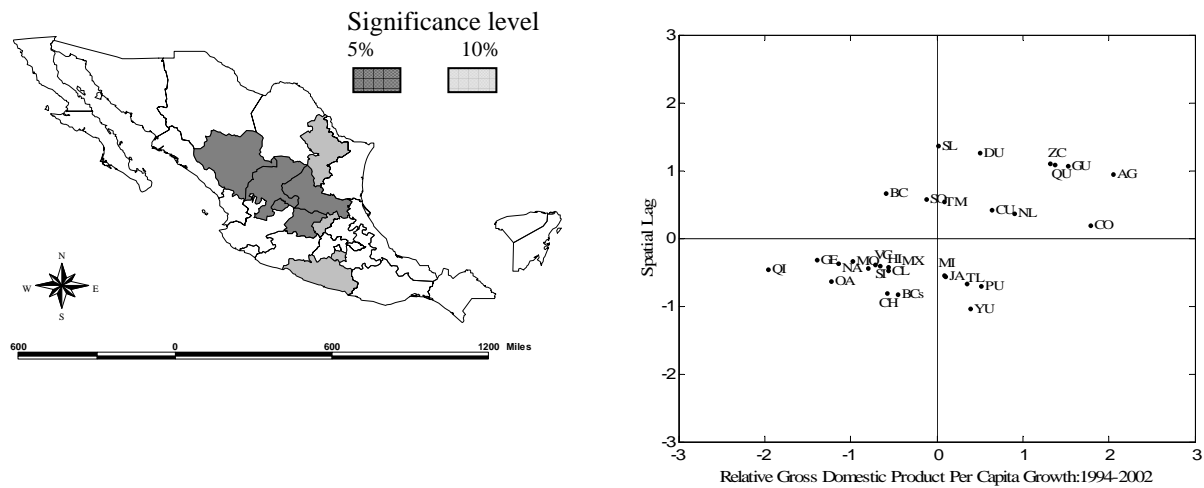 Significance level
5% 10%
N
W E
S
600 0 600 1200 Miles
3
2
1
0
-1
-2
-3
-3 -2 -1 0 1 2 3
Spatial Lag
SL
DU
ZC
QU
GU
AG
BC
SO
TM
CU
NL
CO
QI
GE
NA
OA
MO
VC
HI
MX
SI
CL
CH
BCs
MI
JA
TL
PU
YU
Relative Gross Domestic Product Per Capita Growth:1994-2002